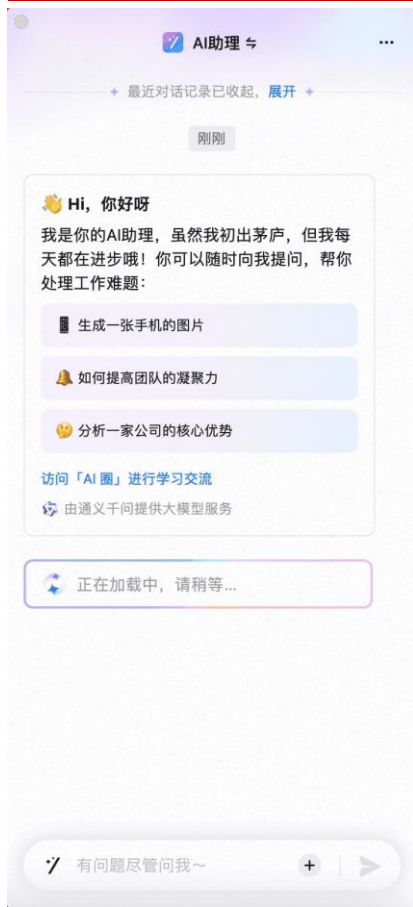 AI助理 ⇋
最近对话记录已收起，展开
刚刚
👋 Hi，你好呀
我是你的AI助理，虽然我初出茅庐，但我每
天都在进步哦！你可以随时向我提问，帮你
处理工作难题：
📱 生成一张手机的图片
🔔 如何提高团队的凝聚力
🤔 分析一家公司的核心优势
访问「AI 圈」进行学习交流
由通义千问提供大模型服务
正在加载中，请稍等...
有问题尽管问我～